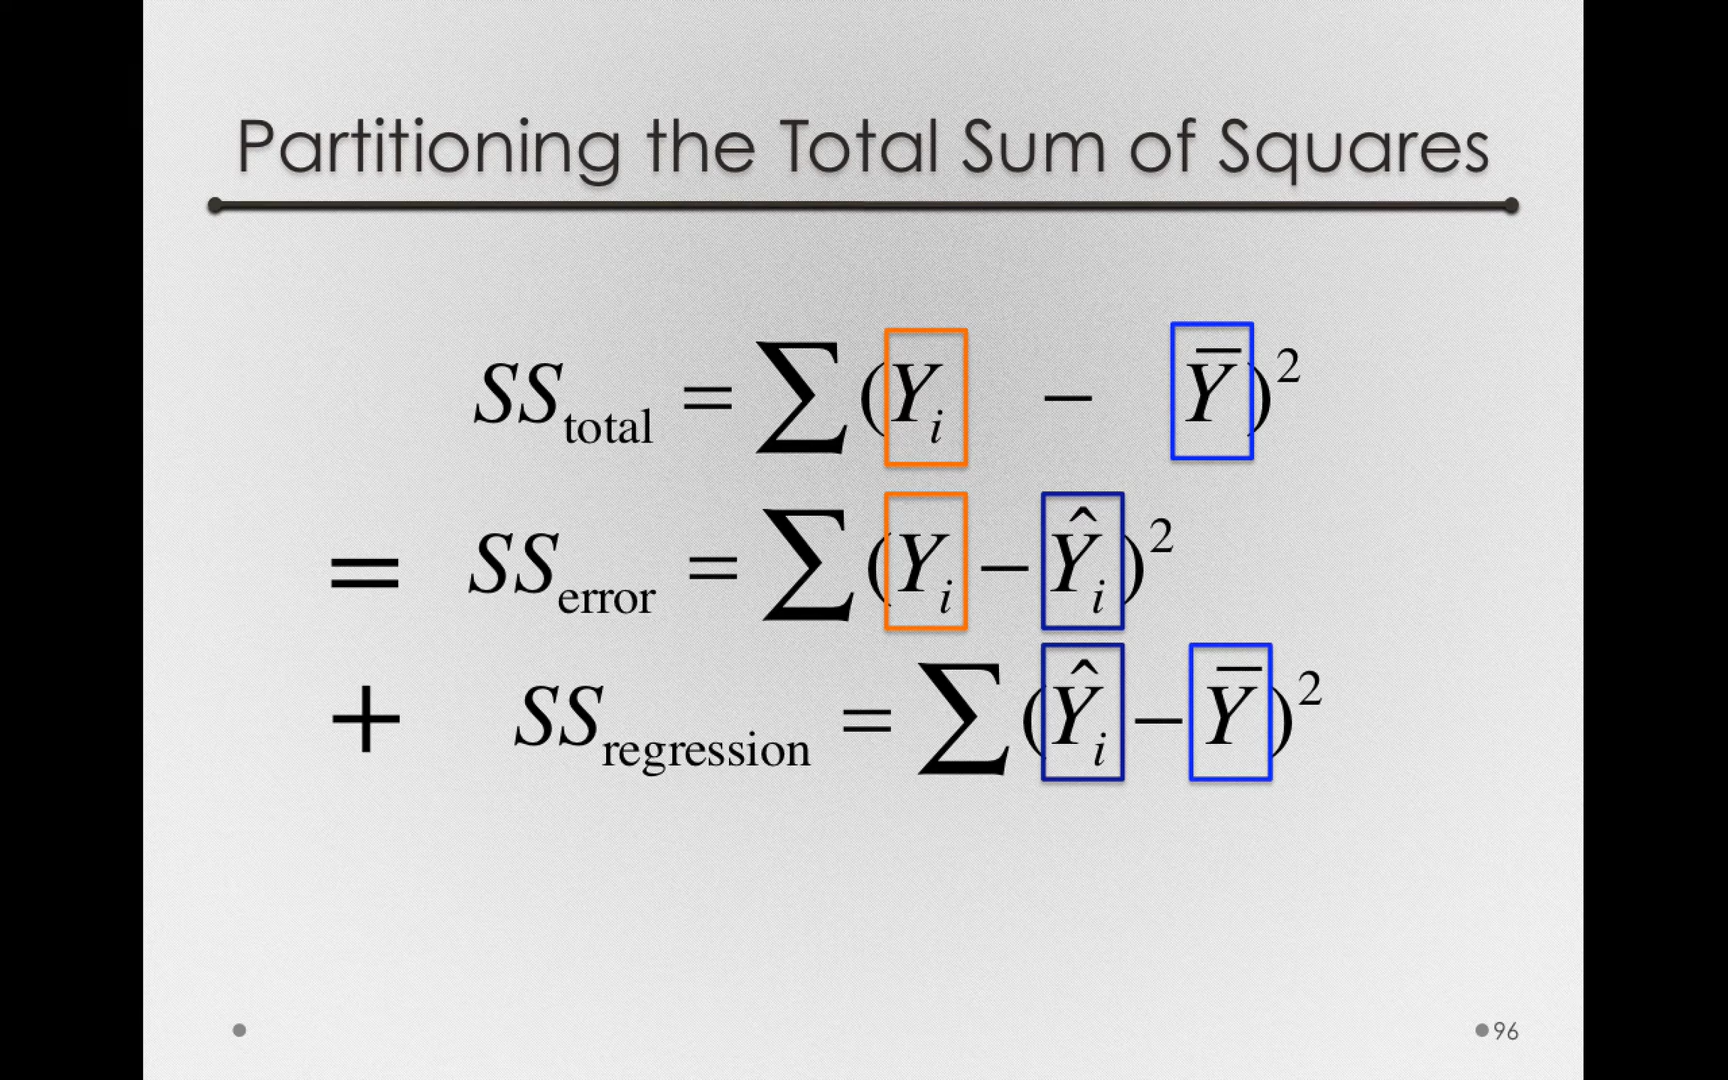 Partitioning the Total Sum of Squares
SS_total = ∑(Y_i − Ȳ)²
= SS_error = ∑(Y_i − Ŷ_i)²
+ SS_regression = ∑(Ŷ_i − Ȳ)²
96